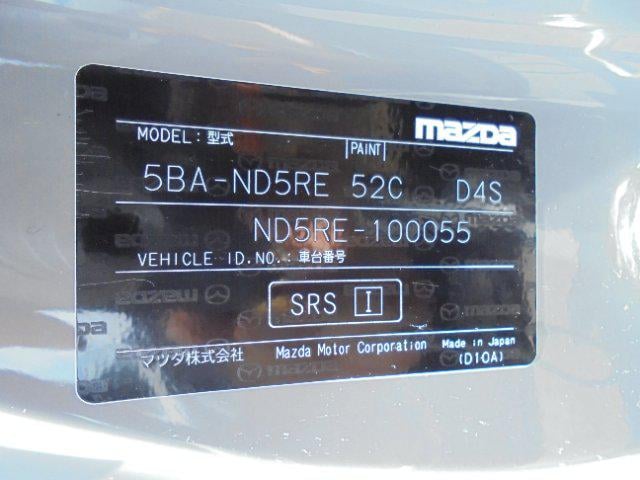 mazda
MODEL: 型式 PAINT
5BA-ND5RE 52C D4S
ND5RE-100055
VEHICLE ID.NO.: 車台番号
SRS I
マツダ株式会社 Mazda Motor Corporation Made in Japan
(D10A)